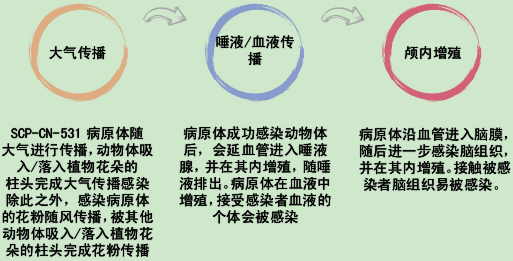 大气传播
唾液/血液传
播
颅内增殖
SCP-CN-531 病原体随
大气进行传播，动物体吸
入/落入植物花朵的
柱头完成大气传播感染
除此之外，感染病原体
的花粉随风传播，被其他
动物体吸入/落入植物花
朵的柱头完成花粉传播
病原体成功感染动物体
后，会延血管进入唾液
腺，并在其内增殖，随唾
液排出。病原体在血液中
增殖，接受感染者血液的
个体会被感染
病原体沿血管进入脑膜，
随后进一步感染脑组织，
并在其内增殖。接触被感
染者脑组织易被感染。